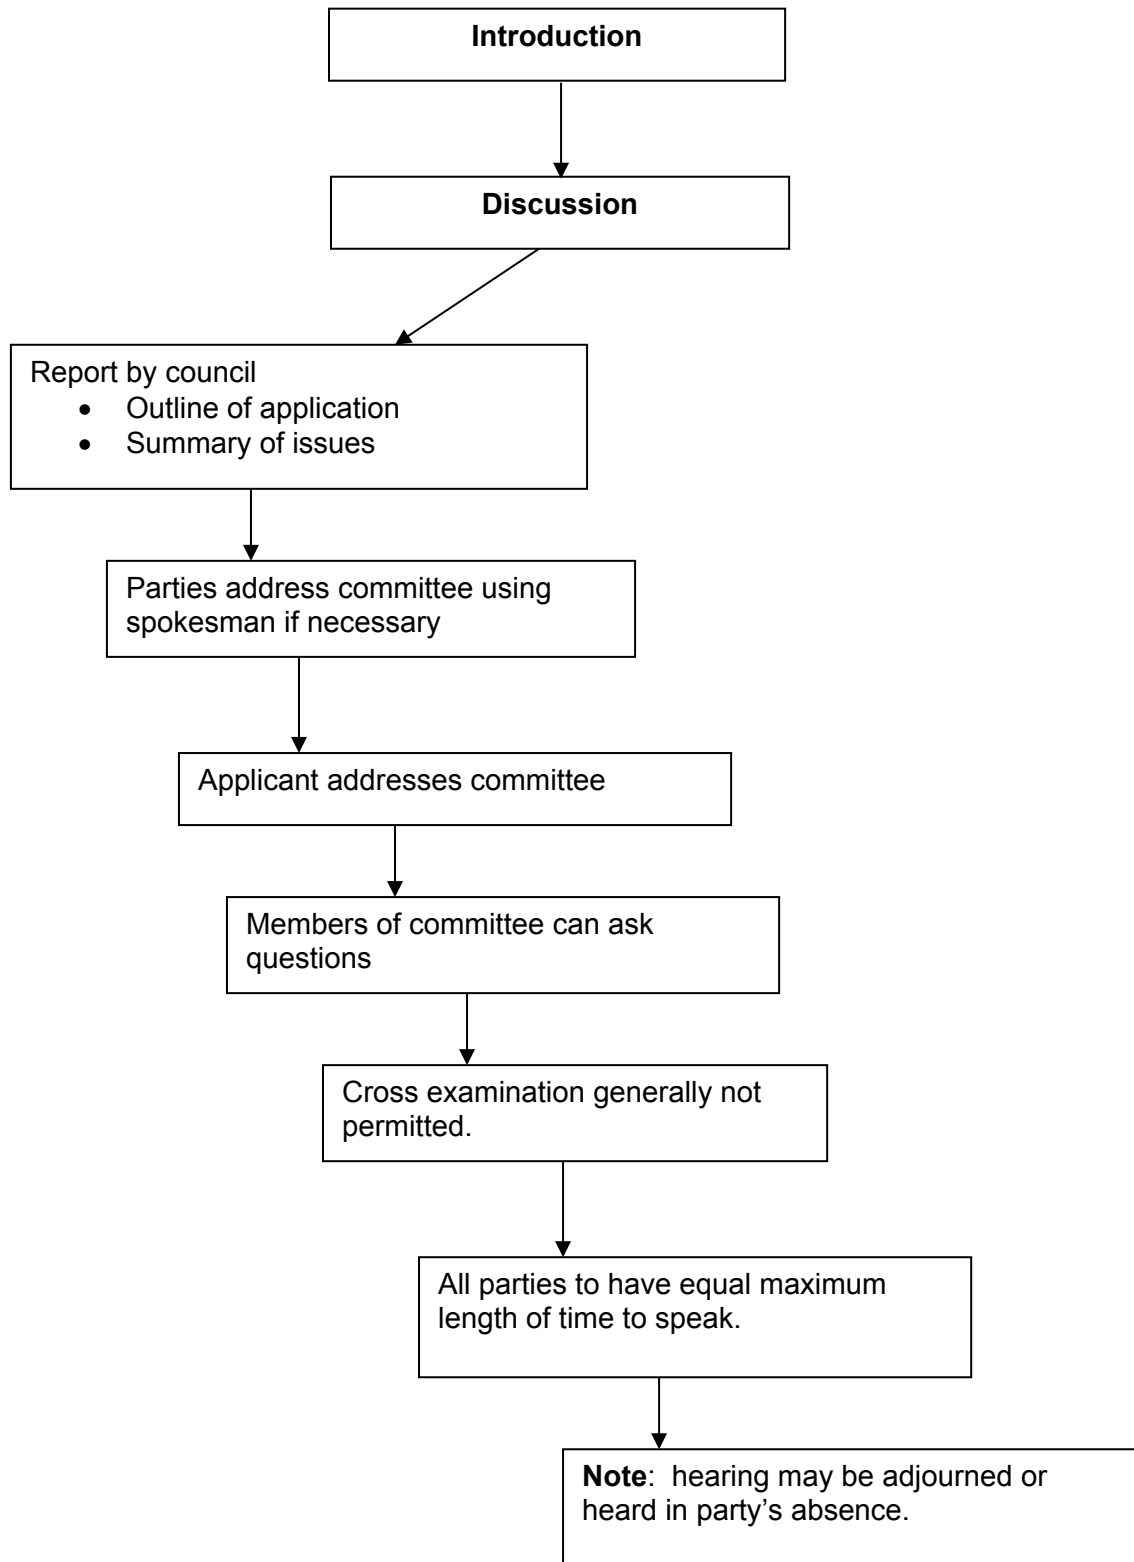 Introduction
Discussion
Report by council
• Outline of application
• Summary of issues
Parties address committee using
spokesman if necessary
Applicant addresses committee
Members of committee can ask
questions
Cross examination generally not
permitted.
All parties to have equal maximum
length of time to speak.
Note:  hearing may be adjourned or
heard in party’s absence.